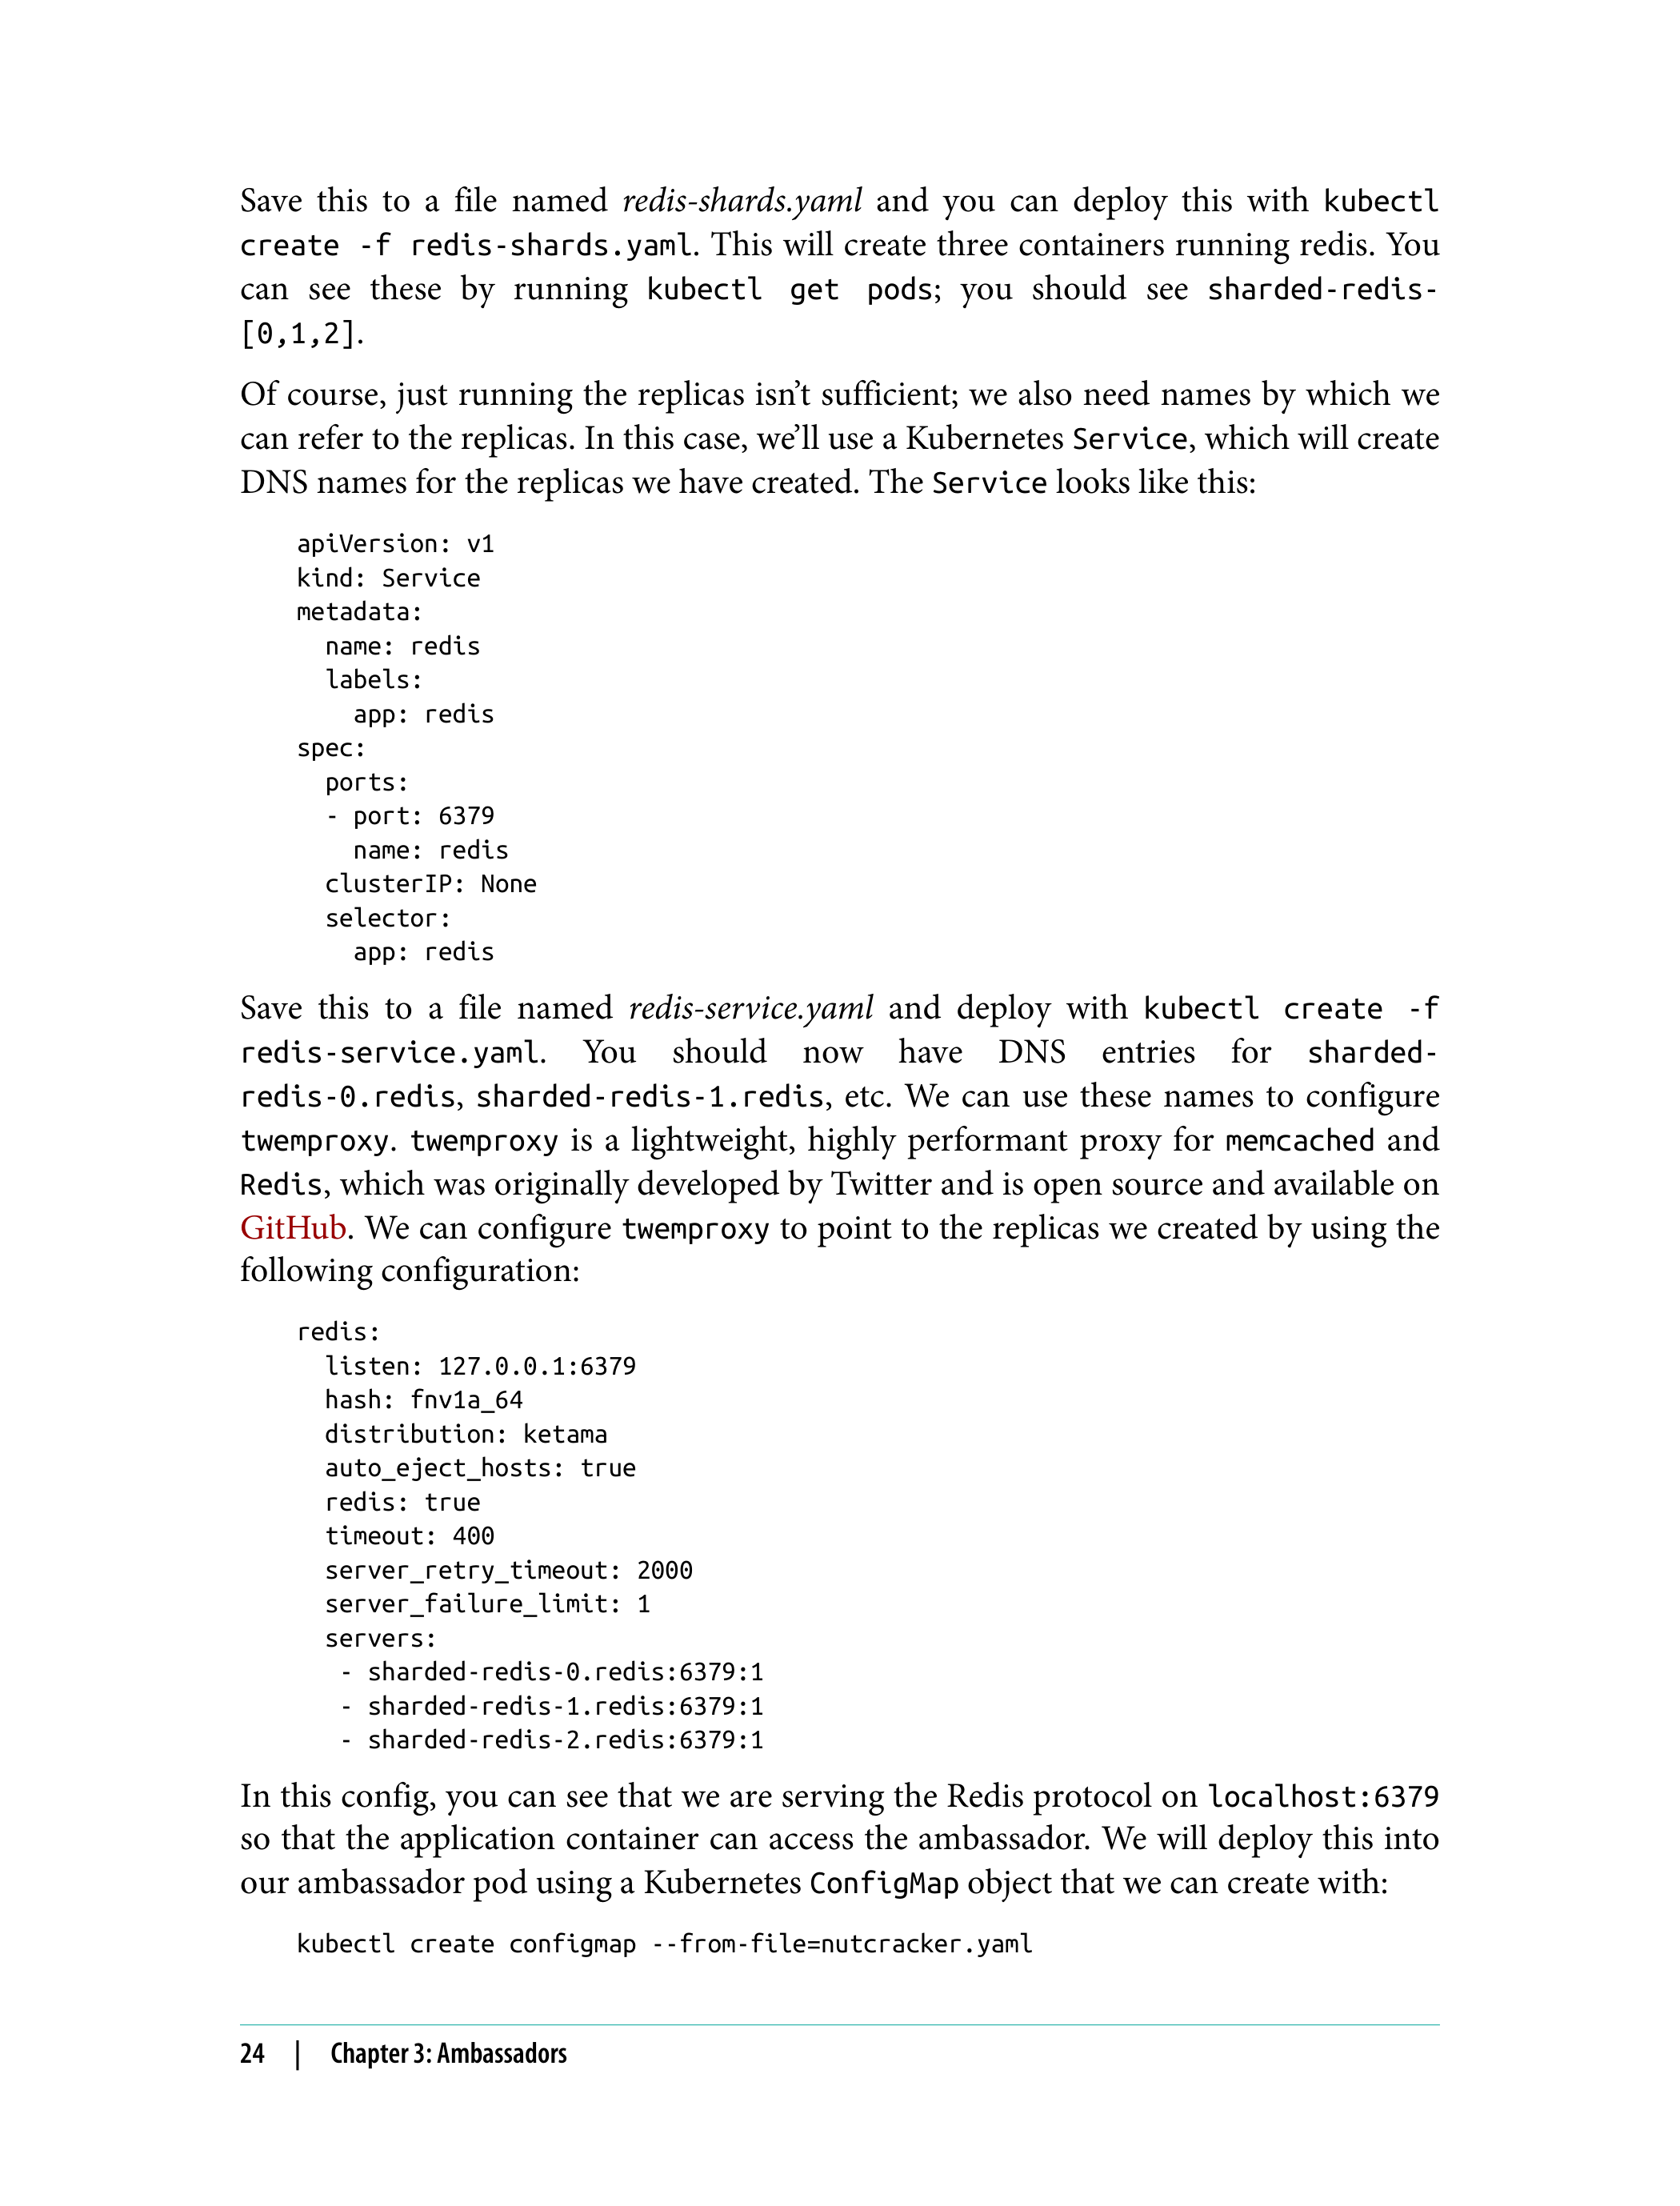 Save this to a file named redis-shards.yaml and you can deploy this with kubectl
create -f redis-shards.yaml. This will create three containers running redis. You
can see these by running kubectl get pods; you should see sharded-redis-
[0,1,2].
Of course, just running the replicas isn’t sufficient; we also need names by which we
can refer to the replicas. In this case, we’ll use a Kubernetes Service, which will create
DNS names for the replicas we have created. The Service looks like this:
apiVersion: v1
kind: Service
metadata:
  name: redis
  labels:
    app: redis
spec:
  ports:
  - port: 6379
    name: redis
  clusterIP: None
  selector:
    app: redis
Save this to a file named redis-service.yaml and deploy with kubectl create -f
redis-service.yaml. You should now have DNS entries for sharded-
redis-0.redis, sharded-redis-1.redis, etc. We can use these names to configure
twemproxy. twemproxy is a lightweight, highly performant proxy for memcached and
Redis, which was originally developed by Twitter and is open source and available on
GitHub. We can configure twemproxy to point to the replicas we created by using the
following configuration:
redis:
  listen: 127.0.0.1:6379
  hash: fnv1a_64
  distribution: ketama
  auto_eject_hosts: true
  redis: true
  timeout: 400
  server_retry_timeout: 2000
  server_failure_limit: 1
  servers:
   - sharded-redis-0.redis:6379:1
   - sharded-redis-1.redis:6379:1
   - sharded-redis-2.redis:6379:1
In this config, you can see that we are serving the Redis protocol on localhost:6379
so that the application container can access the ambassador. We will deploy this into
our ambassador pod using a Kubernetes ConfigMap object that we can create with:
kubectl create configmap --from-file=nutcracker.yaml
24 | Chapter 3: Ambassadors